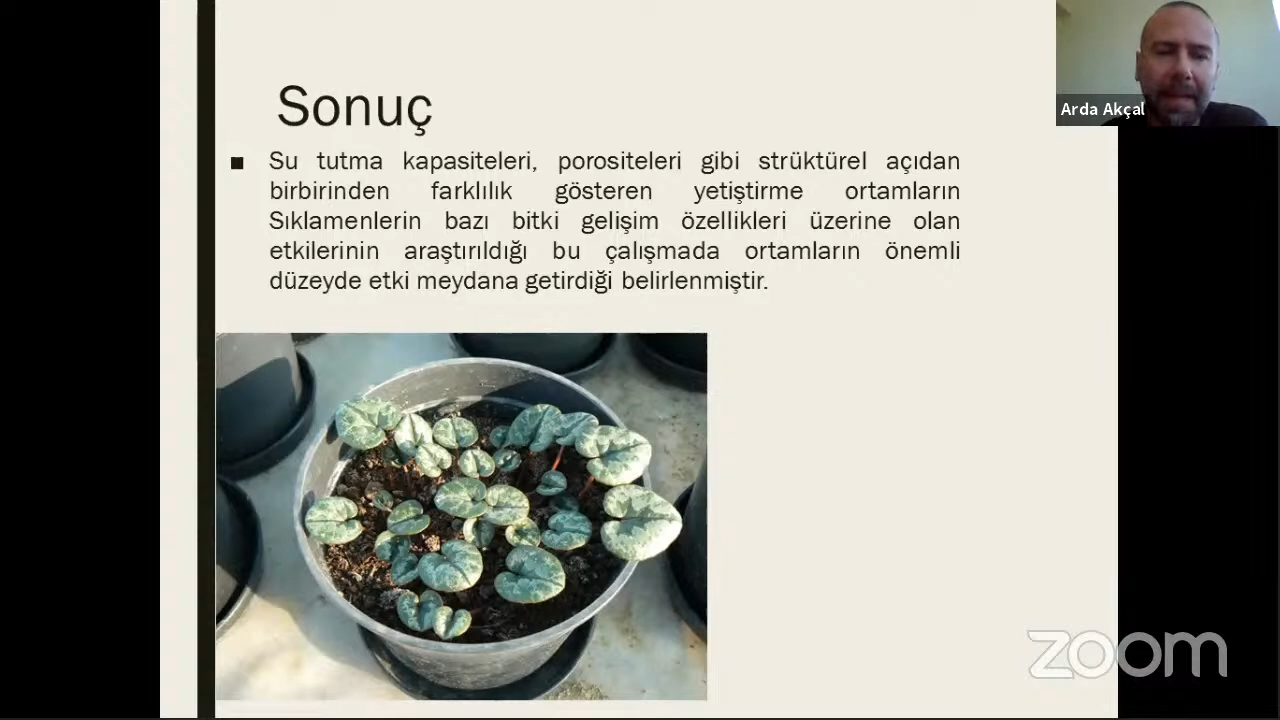 Sonuç
■ Su tutma kapasiteleri, porositeleri gibi strüktürel açıdan
birbirinden farklılık gösteren yetiştirme ortamların
Sıklamenlerin bazı bitki gelişim özellikleri üzerine olan
etkilerinin araştırıldığı bu çalışmada ortamların önemli
düzeyde etki meydana getirdiği belirlenmiştir.
Arda Akçal
zoom